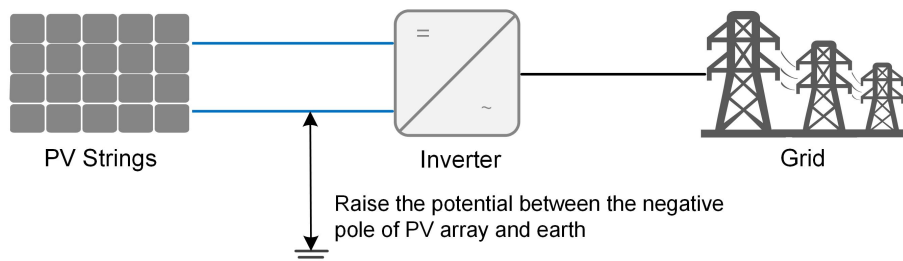 PV Strings
Inverter
Grid
Raise the potential between the negative
pole of PV array and earth